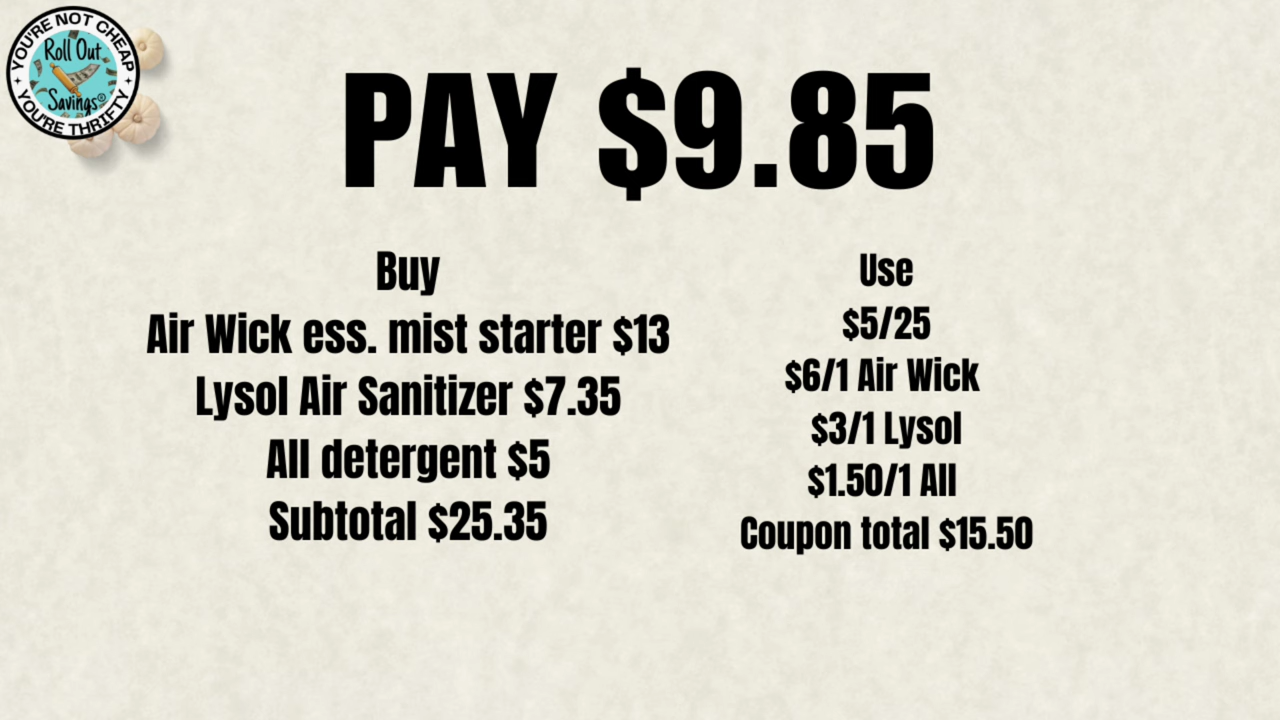 YOU'RE NOT CHEAP
Roll Out
Savings®
YOU'RE THRIFTY
PAY $9.85
Buy
Air Wick ess. mist starter $13
Lysol Air Sanitizer $7.35
All detergent $5
Subtotal $25.35
Use
$5/25
$6/1 Air Wick
$3/1 Lysol
$1.50/1 All
Coupon total $15.50